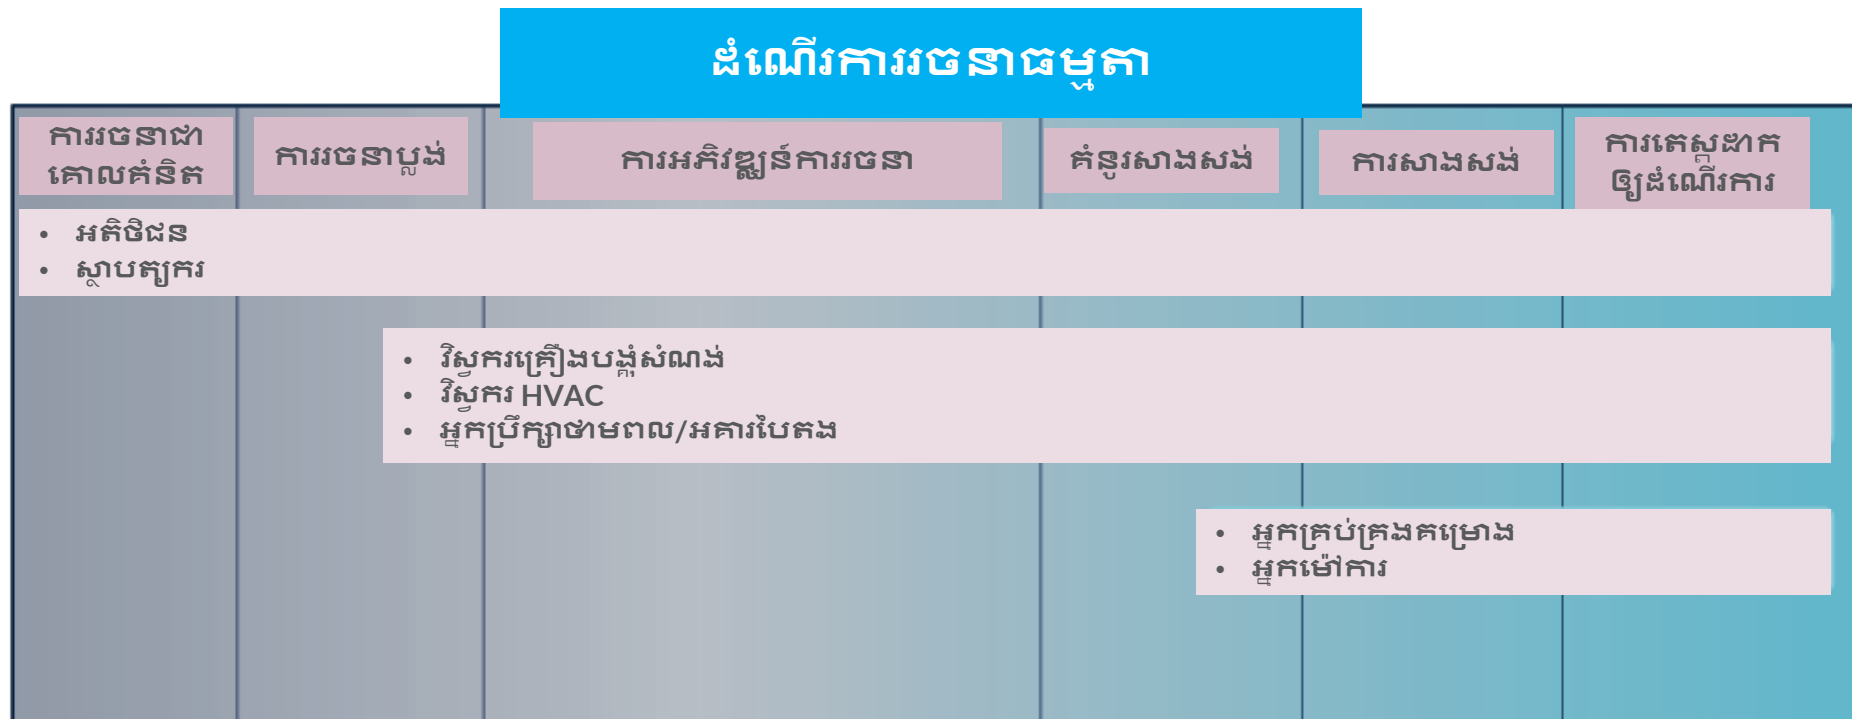 ដំណើរការរចនាធម្មតា
ការរចនាជា
គោលគំនិត
ការរចនាប្លង់
ការអភិវឌ្ឍន៍ការរចនា
គំនូរសាងសង់
ការសាងសង់
ការតេស្តដាក
ឲ្យដំណើរការ
• អតិថិជន
• ស្ថាបត្យករ
• វិស្វករគ្រឿងបង្គុំសំណង់
• វិស្វករ HVAC
• អ្នកប្រឹក្សាថាមពល/អគារបៃតង
• អ្នកគ្រប់គ្រងគម្រោង
• អ្នកម៉ៅការ